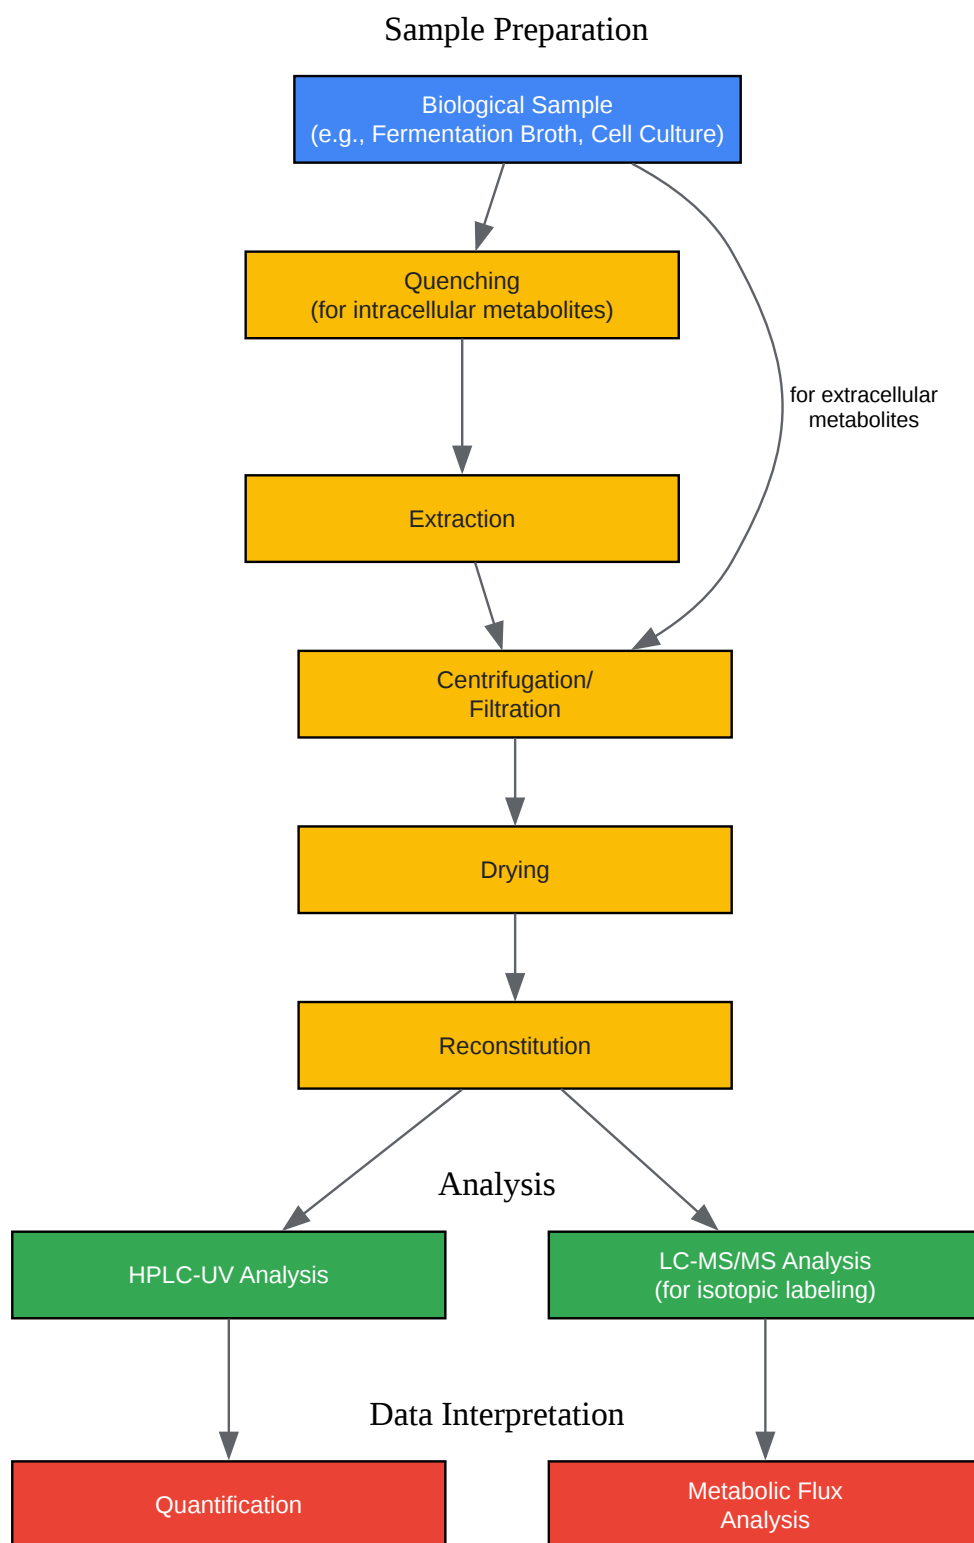 Sample Preparation
Biological Sample
(e.g., Fermentation Broth, Cell Culture)
Quenching
(for intracellular metabolites)
for extracellular
metabolites
Extraction
Centrifugation/
Filtration
Drying
Reconstitution
Analysis
HPLC-UV Analysis
LC-MS/MS Analysis
(for isotopic labeling)
Data Interpretation
Quantification
Metabolic Flux
Analysis